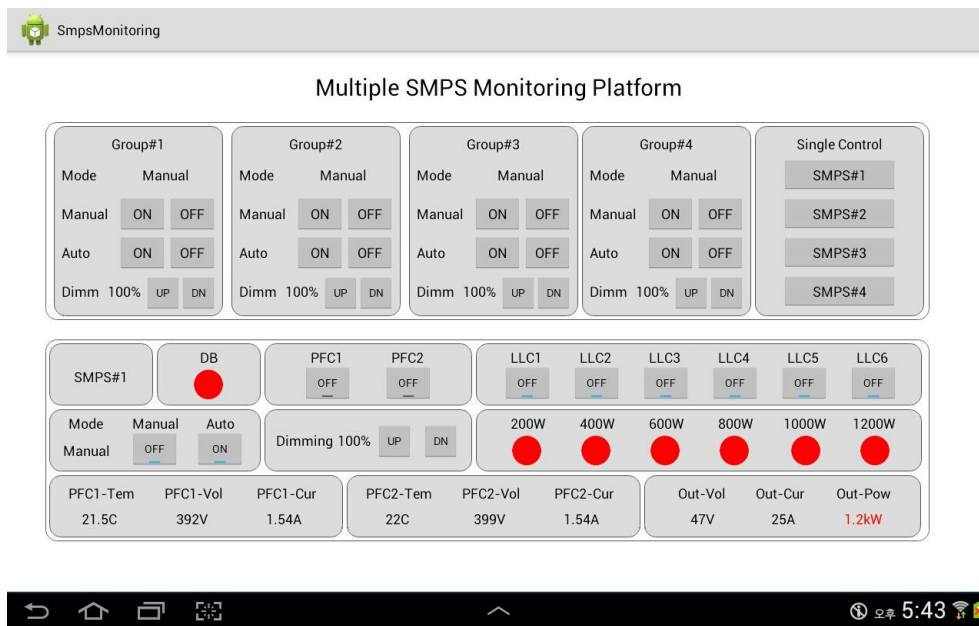 SmpsMonitoring
Multiple SMPS Monitoring Platform
Group#1 Group#2 Group#3 Group#4 Single Control
Mode Manual Mode Manual Mode Manual Mode Manual SMPS#1
Manual ON OFF Manual ON OFF Manual ON OFF Manual ON OFF SMPS#2
Auto ON OFF Auto ON OFF Auto ON OFF Auto ON OFF SMPS#3
Dimm 100% UP DN Dimm 100% UP DN Dimm 100% UP DN Dimm 100% UP DN SMPS#4
SMPS#1 DB PFC1 PFC2 LLC1 LLC2 LLC3 LLC4 LLC5 LLC6
OFF OFF OFF OFF OFF OFF OFF OFF
Mode Manual Auto 200W 400W 600W 800W 1000W 1200W
Manual OFF ON Dimming 100% UP DN
PFC1-Tem PFC1-Vol PFC1-Cur PFC2-Tem PFC2-Vol PFC2-Cur Out-Vol Out-Cur Out-Pow
21.5C 392V 1.54A 22C 399V 1.54A 47V 25A 1.2kW
오후 5:43